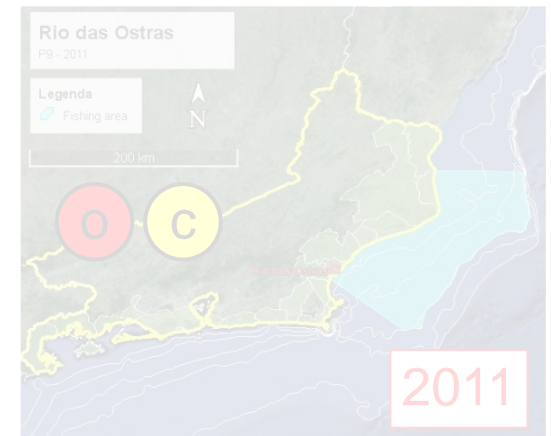 Rio das Ostras
P9 - 2011
Legenda
Fishing area
N
200 km
O C
2011